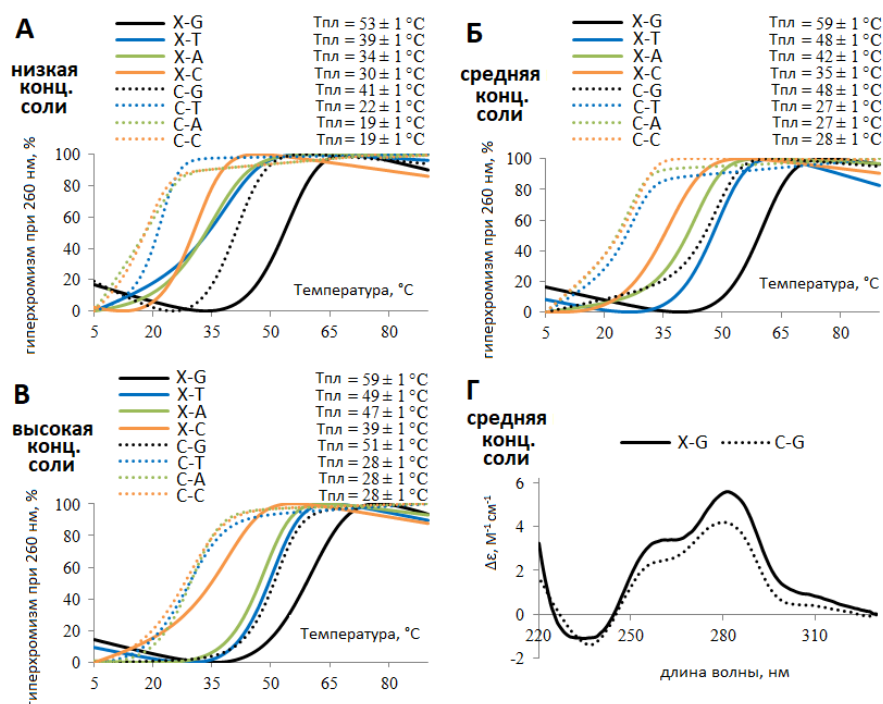 А
низкая
конц.
соли
X-G Тпл = 53 ± 1 °C
X-T Тпл = 39 ± 1 °C
X-A Тпл = 34 ± 1 °C
X-C Тпл = 30 ± 1 °C
C-G Тпл = 41 ± 1 °C
C-T Тпл = 22 ± 1 °C
C-A Тпл = 19 ± 1 °C
C-C Тпл = 19 ± 1 °C
гиперхромизм при 260 нм, %
100
80
60
40
20
0
Температура, °C
5 20 35 50 65 80
Б
средняя
конц.
соли
X-G Тпл = 59 ± 1 °C
X-T Тпл = 48 ± 1 °C
X-A Тпл = 42 ± 1 °C
X-C Тпл = 35 ± 1 °C
C-G Тпл = 48 ± 1 °C
C-T Тпл = 27 ± 1 °C
C-A Тпл = 27 ± 1 °C
C-C Тпл = 28 ± 1 °C
гиперхромизм при 260 нм, %
100
80
60
40
20
0
Температура, °C
5 20 35 50 65 80
В
высокая
конц.
соли
X-G Тпл = 59 ± 1 °C
X-T Тпл = 49 ± 1 °C
X-A Тпл = 47 ± 1 °C
X-C Тпл = 39 ± 1 °C
C-G Тпл = 51 ± 1 °C
C-T Тпл = 28 ± 1 °C
C-A Тпл = 28 ± 1 °C
C-C Тпл = 28 ± 1 °C
гиперхромизм при 260 нм, %
100
80
60
40
20
0
Температура, °C
5 20 35 50 65 80
Г
средняя
конц.
соли
X-G C-G
Δε, М⁻¹см⁻¹
6
4
2
0
-2
220 250 280 310
длина волны, нм